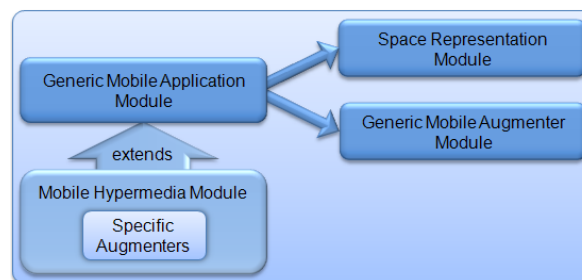 Space Representation
Module
Generic Mobile Application
Module
Generic Mobile Augmenter
Module
extends
Mobile Hypermedia Module
Specific
Augmenters